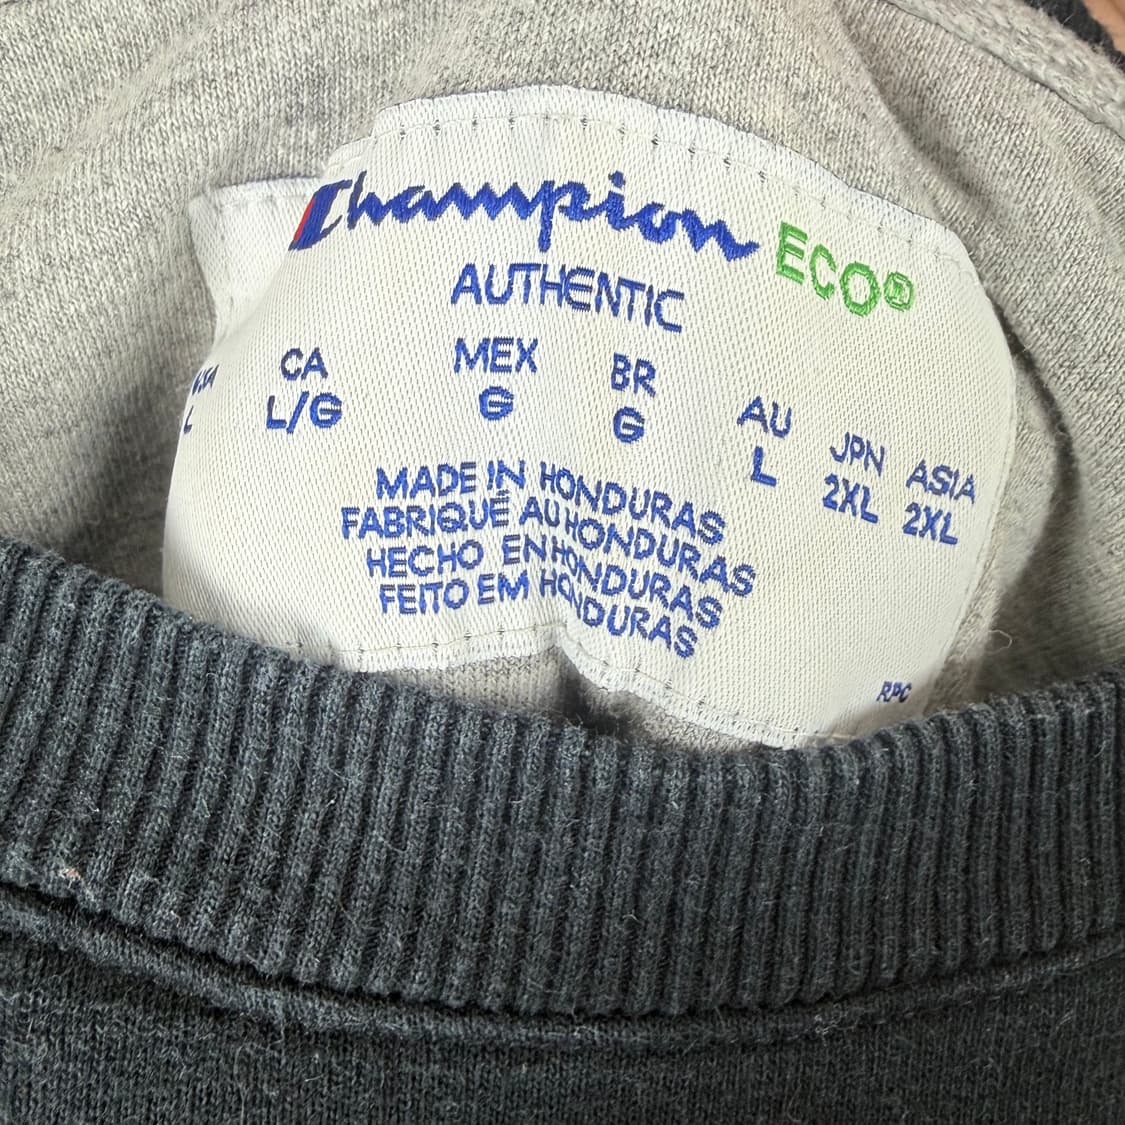 Champion ECO®
AUTHENTIC
USA CA MEX BR AU JPN ASIA
L L/G G G L 2XL 2XL
MADE IN HONDURAS
FABRIQUÉ AU HONDURAS
HECHO EN HONDURAS
FEITO EM HONDURAS
RPC